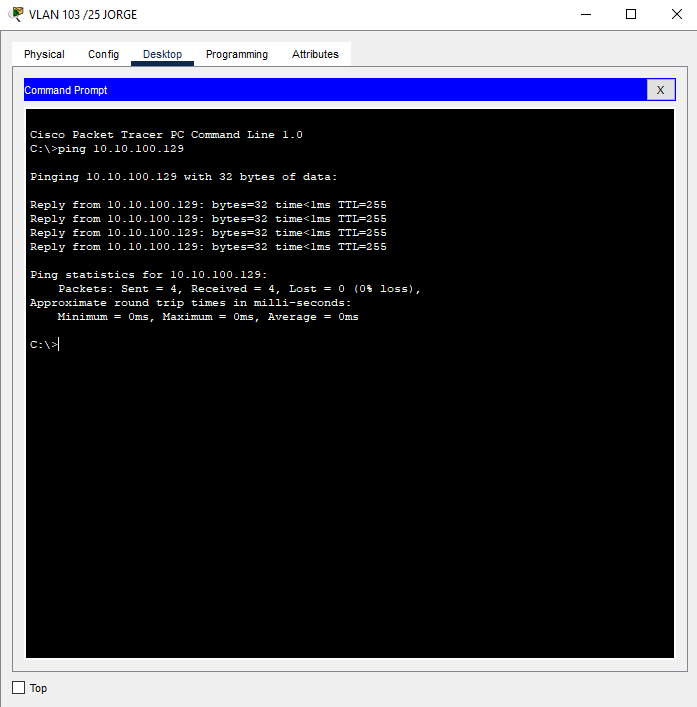 VLAN 103 /25 JORGE
Physical Config Desktop Programming Attributes
Command Prompt
X
Cisco Packet Tracer PC Command Line 1.0
C:\>ping 10.10.100.129
Pinging 10.10.100.129 with 32 bytes of data:
Reply from 10.10.100.129: bytes=32 time<1ms TTL=255
Reply from 10.10.100.129: bytes=32 time<1ms TTL=255
Reply from 10.10.100.129: bytes=32 time<1ms TTL=255
Reply from 10.10.100.129: bytes=32 time<1ms TTL=255
Ping statistics for 10.10.100.129:
Packets: Sent = 4, Received = 4, Lost = 0 (0% loss),
Approximate round trip times in milli-seconds:
Minimum = 0ms, Maximum = 0ms, Average = 0ms
C:\>
Top